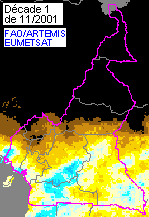 Décade 1
de 11/2001
FAO/ARTEMIS
EUMETSAT